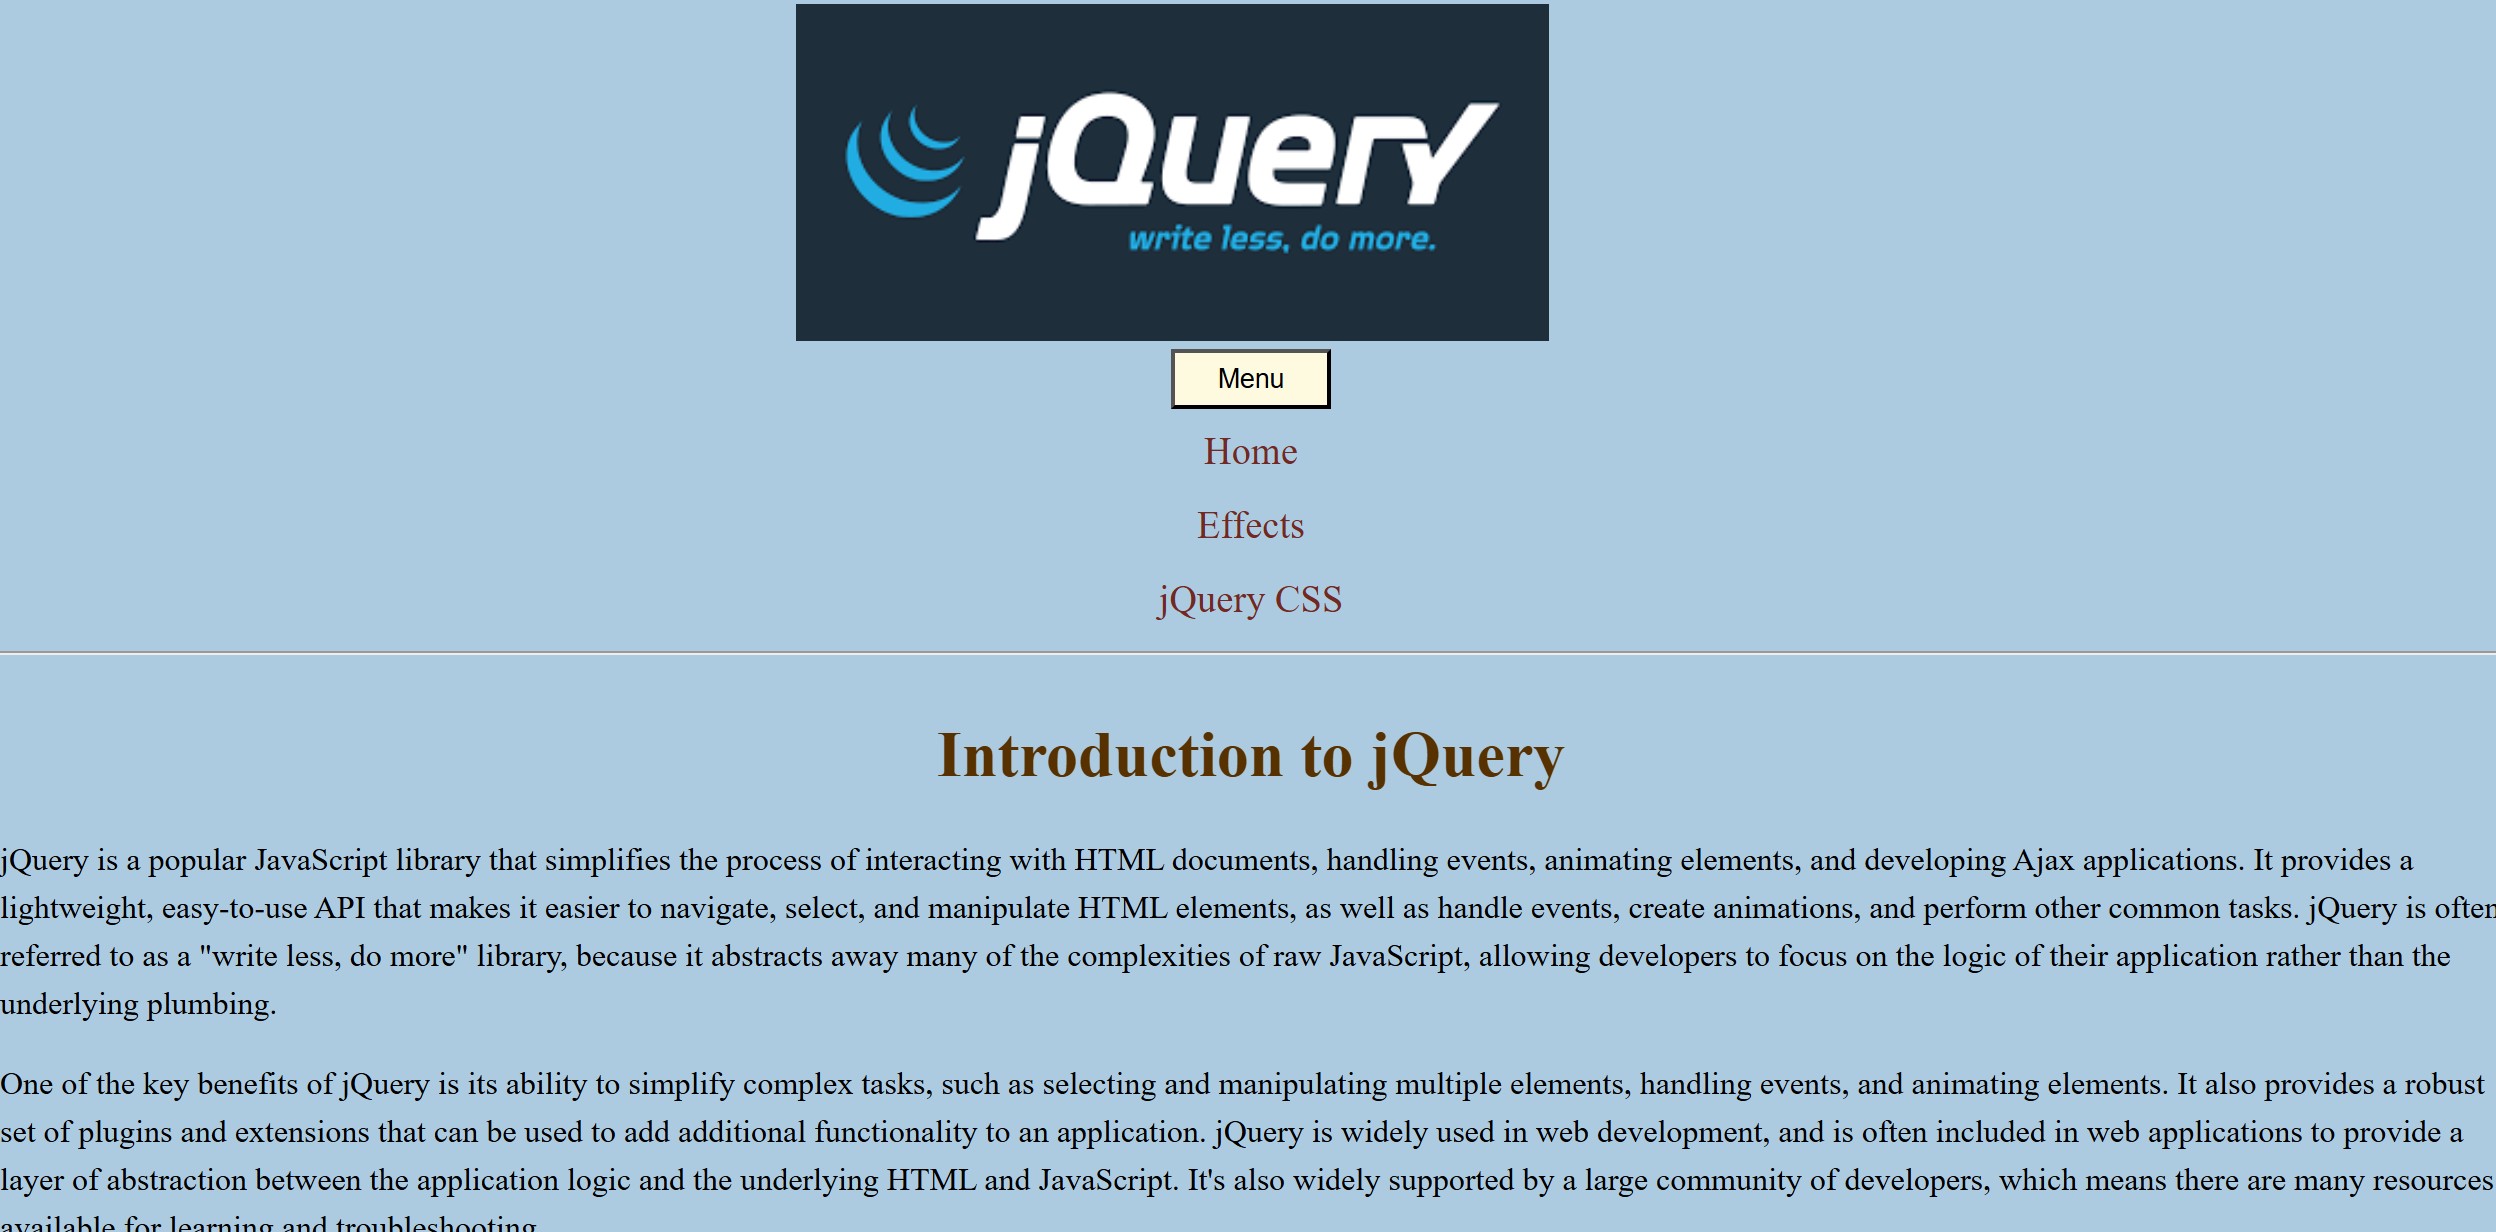 jQuery
write less, do more.
Menu
Home
Effects
jQuery CSS
Introduction to jQuery
jQuery is a popular JavaScript library that simplifies the process of interacting with HTML documents, handling events, animating elements, and developing Ajax applications. It provides a
lightweight, easy-to-use API that makes it easier to navigate, select, and manipulate HTML elements, as well as handle events, create animations, and perform other common tasks. jQuery is often
referred to as a "write less, do more" library, because it abstracts away many of the complexities of raw JavaScript, allowing developers to focus on the logic of their application rather than the
underlying plumbing.
One of the key benefits of jQuery is its ability to simplify complex tasks, such as selecting and manipulating multiple elements, handling events, and animating elements. It also provides a robust
set of plugins and extensions that can be used to add additional functionality to an application. jQuery is widely used in web development, and is often included in web applications to provide a
layer of abstraction between the application logic and the underlying HTML and JavaScript. It's also widely supported by a large community of developers, which means there are many resources
available for learning and troubleshooting.